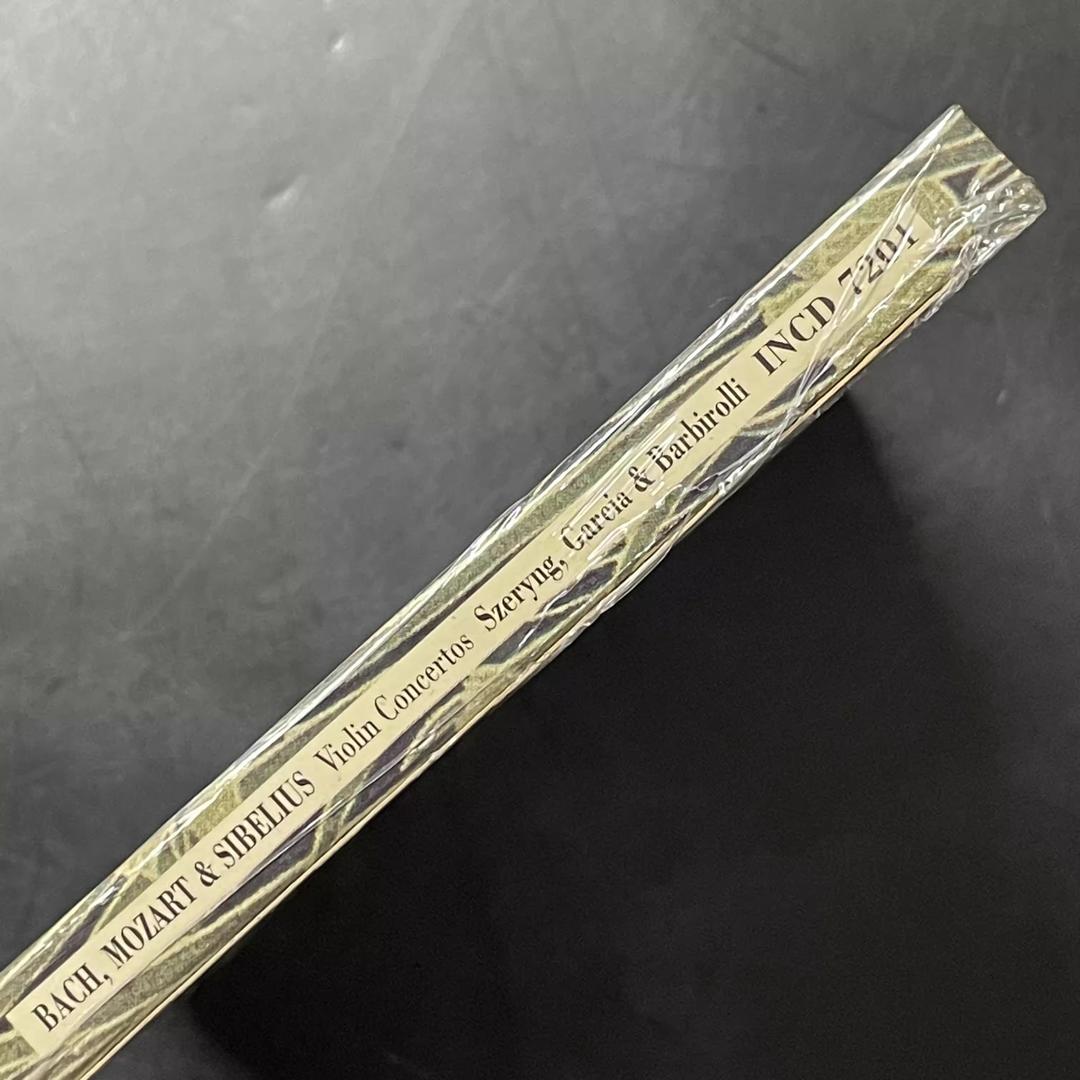 BACH, MOZART & SIBELIUS Violin Concertos Szeryng, Garcia & Barbirolli INCD 7201